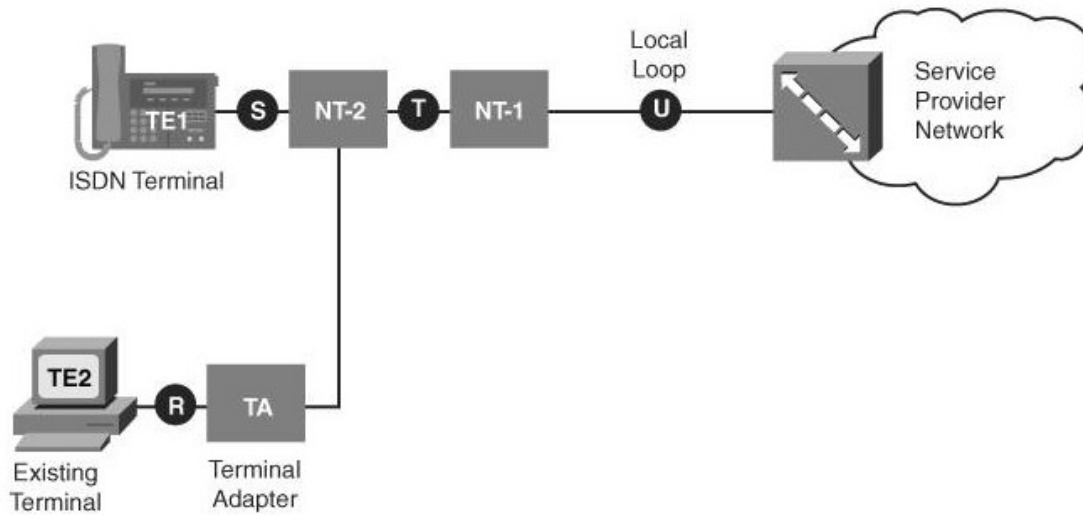 Local
Loop
Service
Provider
Network
TE1
S
NT-2
T
NT-1
U
ISDN Terminal
TE2
R
TA
Existing
Terminal
Terminal
Adapter